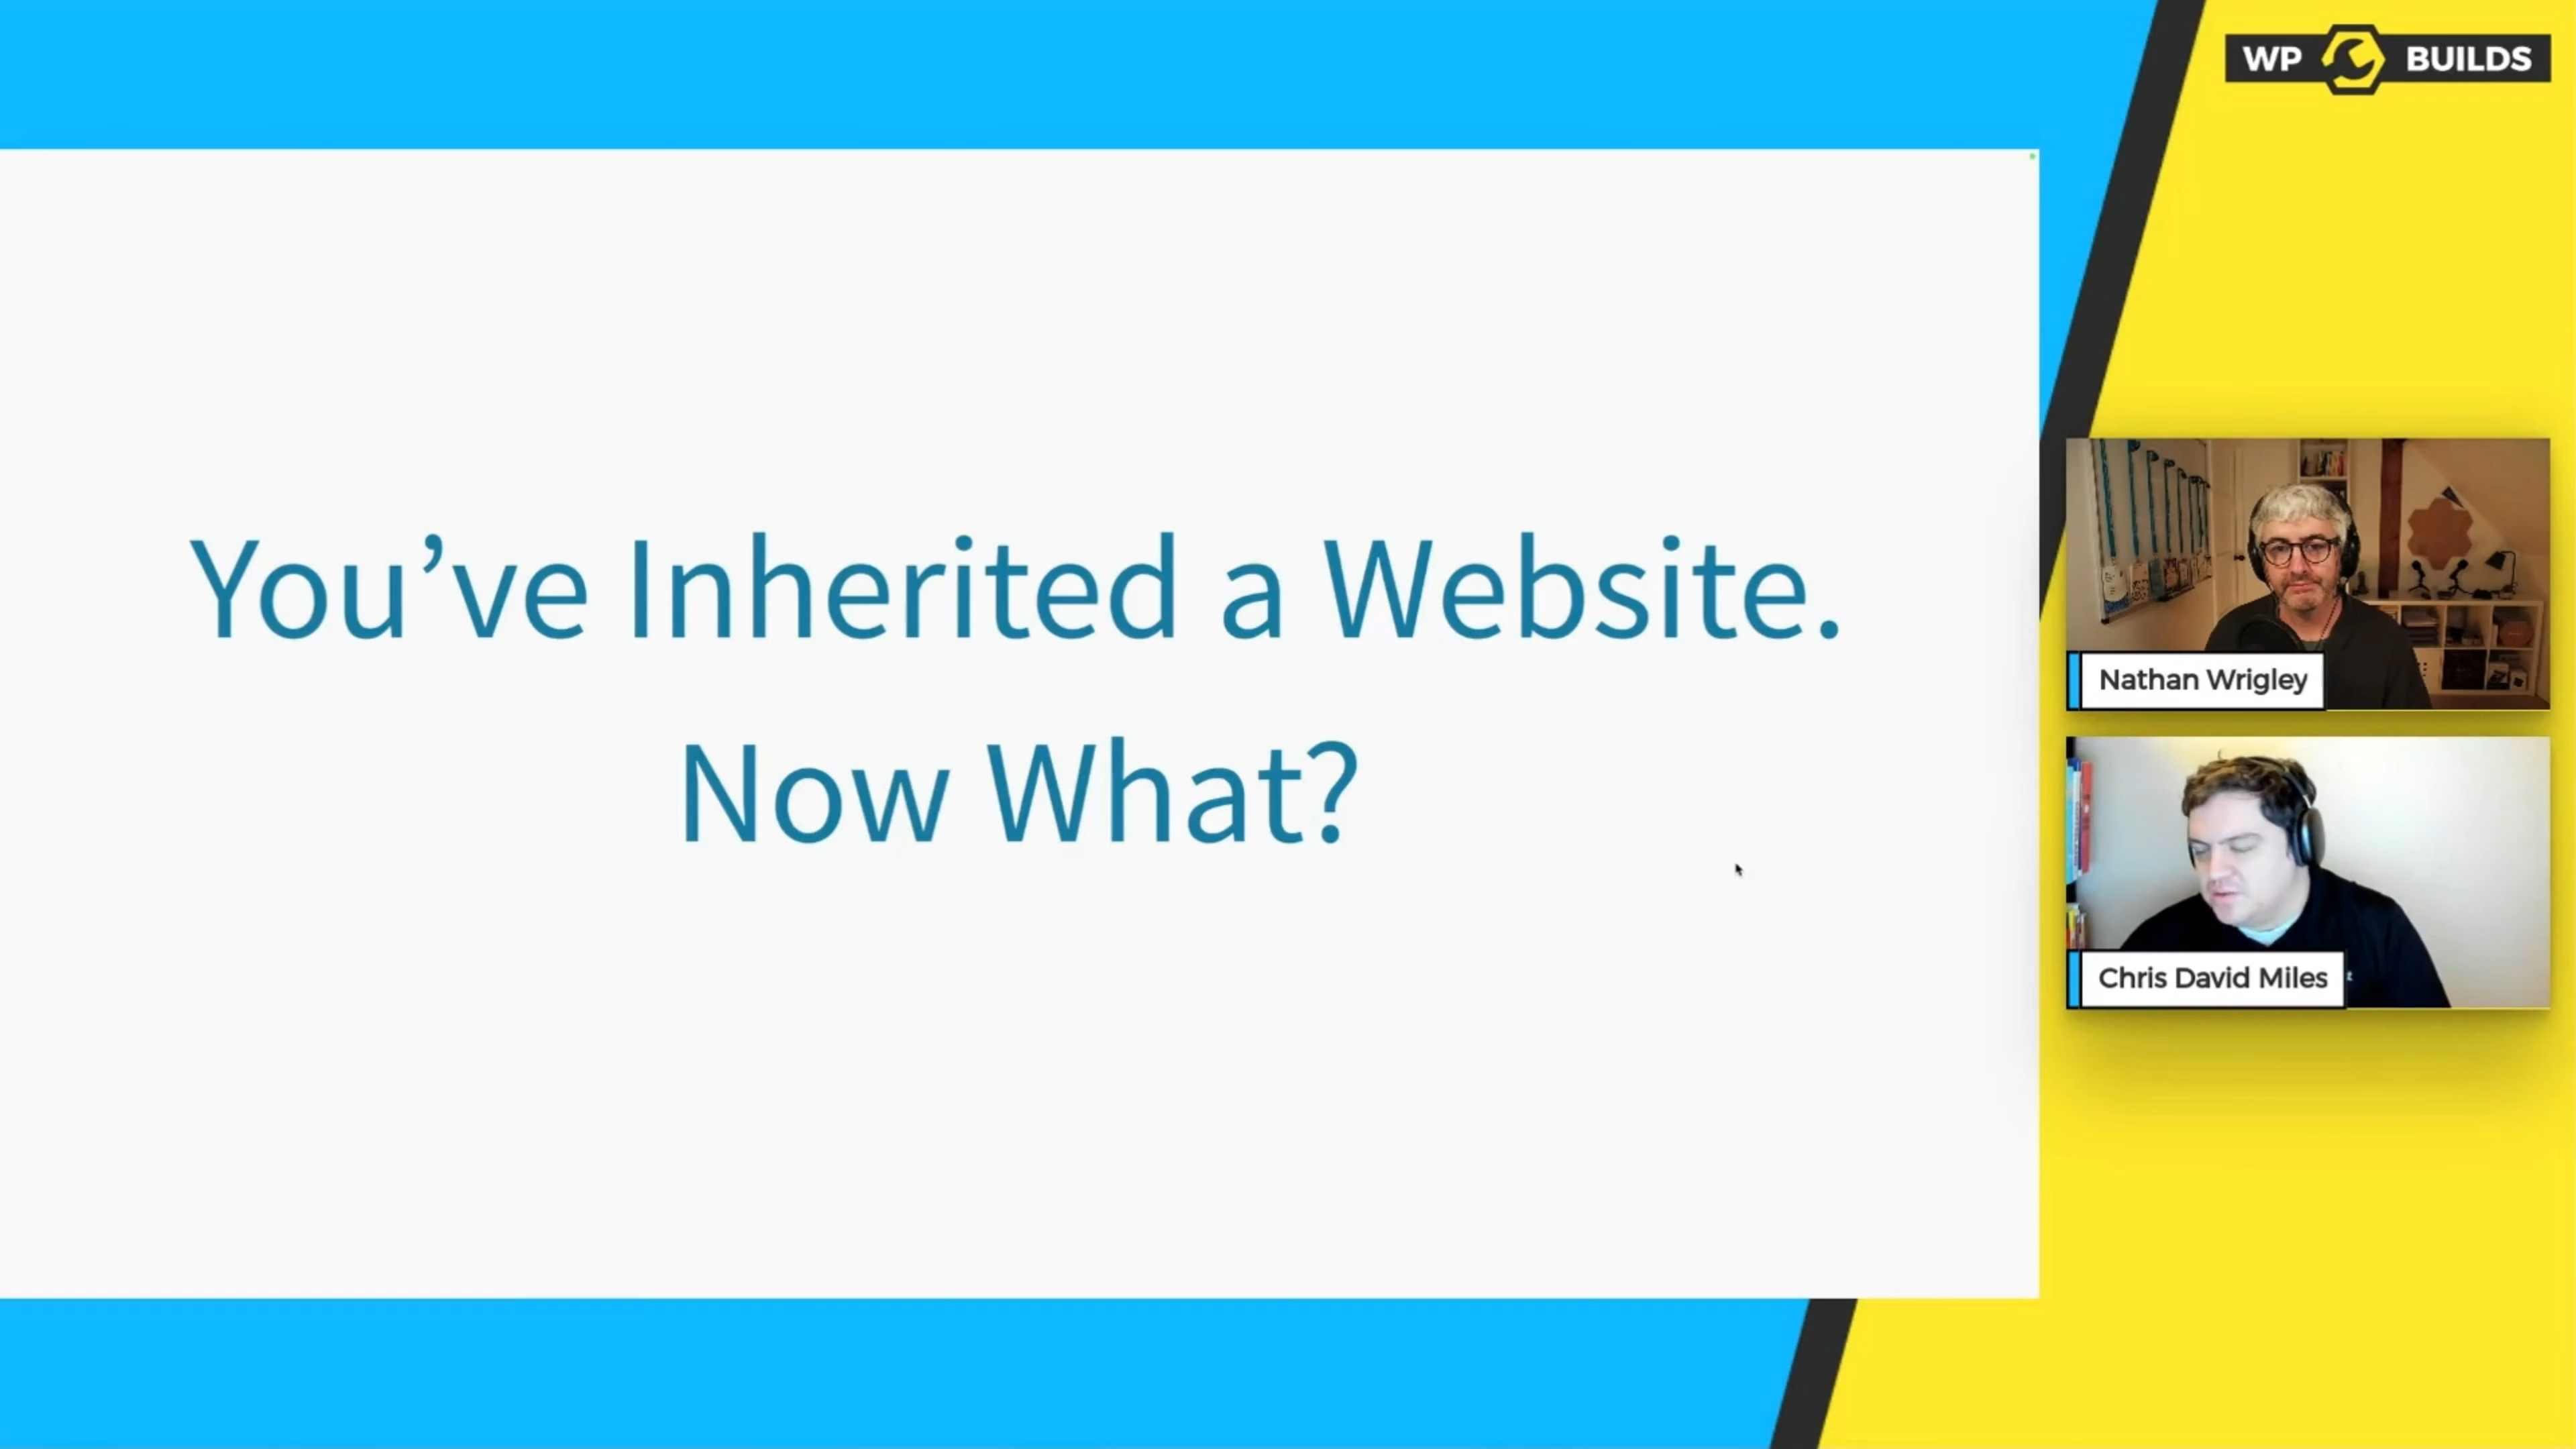 WP BUILDS
You’ve Inherited a Website.
Now What?
Nathan Wrigley
Chris David Miles